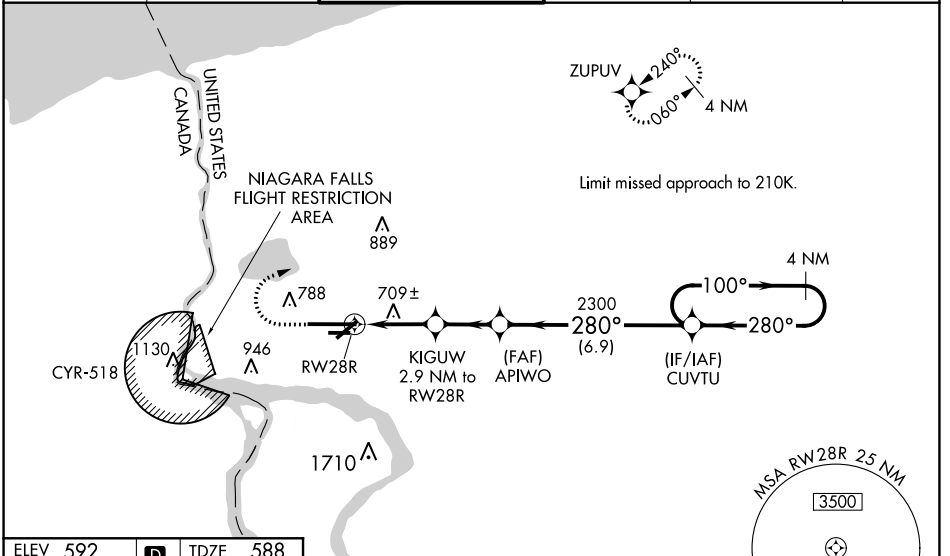 ZUPUV
240°
060°
4 NM
UNITED STATES
CANADA
Limit missed approach to 210K.
NIAGARA FALLS
FLIGHT RESTRICTION
AREA
889
4 NM
100°
788
709±
2300
280°
280°
(6.9)
1130
946
RW28R
KIGUW
2.9 NM to
RW28R
(FAF)
APIWO
(IF/IAF)
CUVTU
CYR-518
1710
MSA RW28R 25 NM
3500
ELEV 592
D
TDZE 588